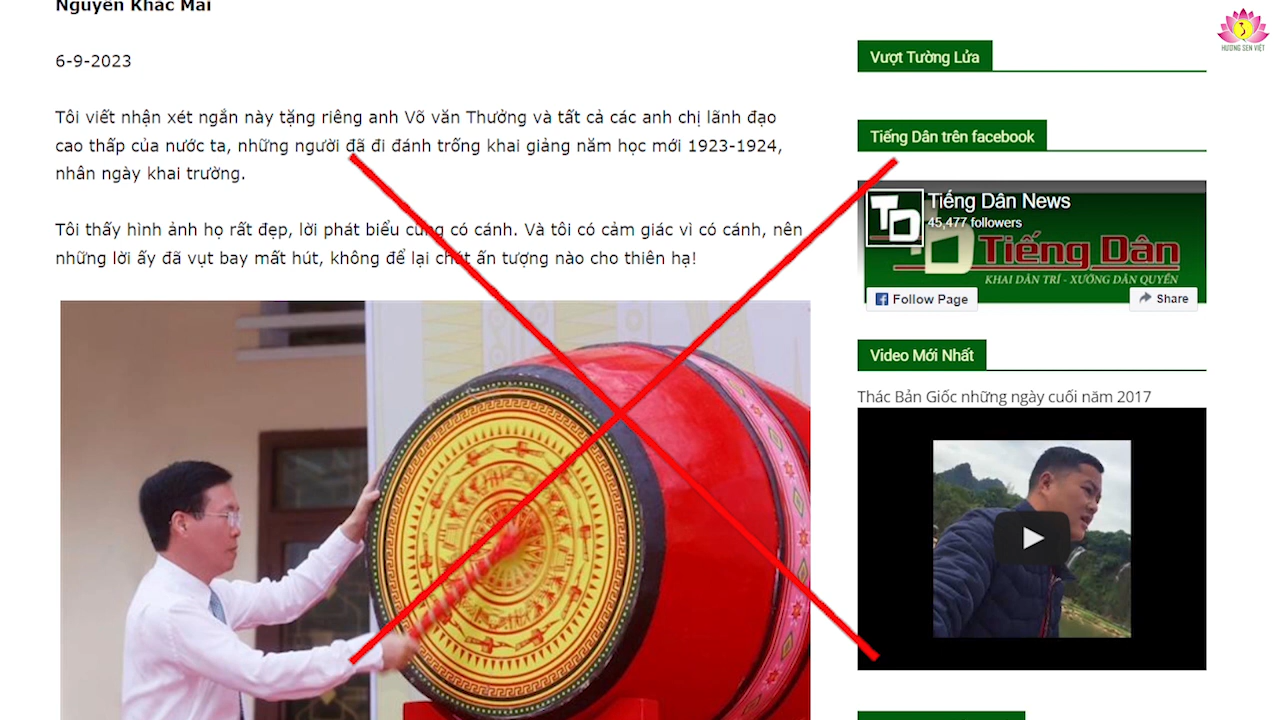 Nguyễn Khắc Mai
6-9-2023
Tôi viết nhận xét ngắn này tặng riêng anh Võ văn Thưởng và tất cả các anh chị lãnh đạo
cao thấp của nước ta, những người đã đi đánh trống khai giảng năm học mới 1923-1924,
nhân ngày khai trường.
Tôi thấy hình ảnh họ rất đẹp, lời phát biểu cũng có cánh. Và tôi có cảm giác vì có cánh, nên
những lời ấy đã vụt bay mất hút, không để lại chút ấn tượng nào cho thiên hạ!
HƯƠNG SEN VIỆT
Vượt Tường Lửa
Tiếng Dân trên facebook
TD
Tiếng Dân News
45,477 followers
D
Tiếng Dân
KHAI DÂN TRÍ - XƯỚNG DÂN QUYỀN
Follow Page
Share
Video Mới Nhất
Thác Bản Giốc những ngày cuối năm 2017